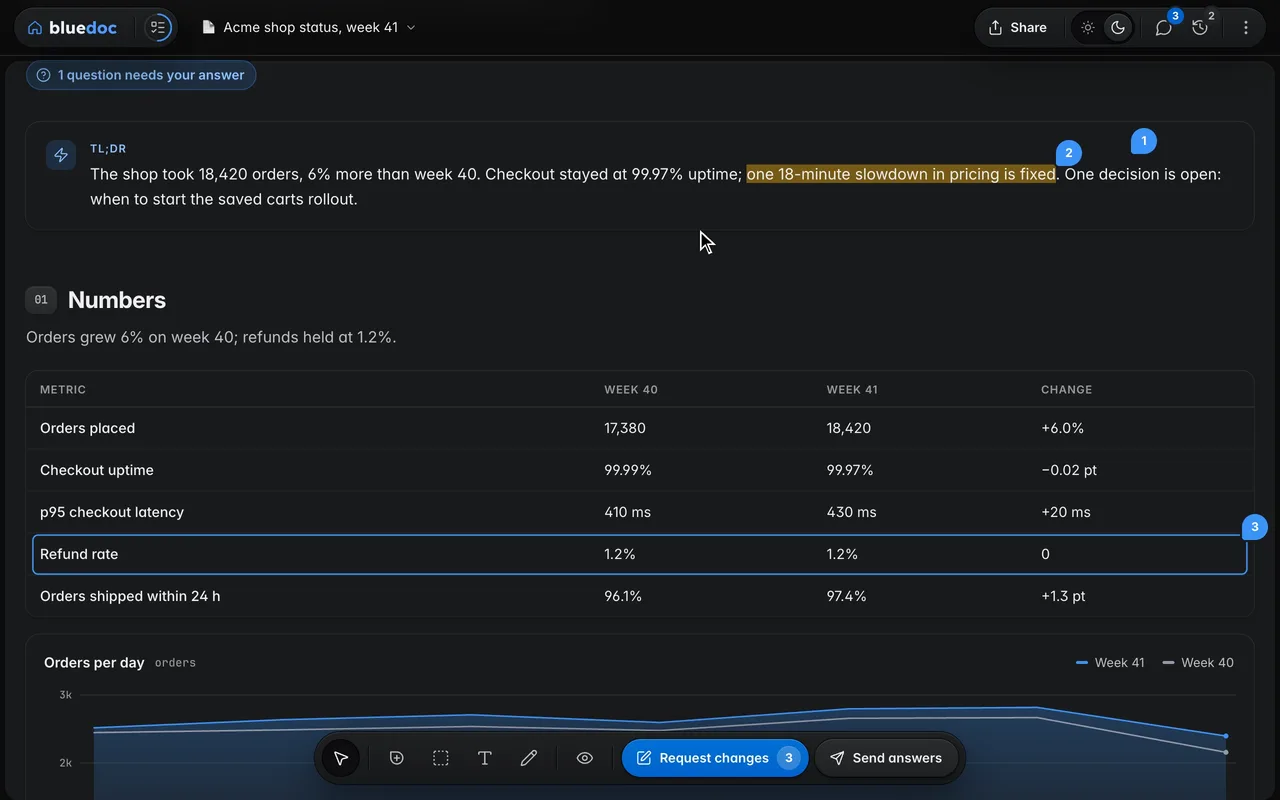 bluedoc
Acme shop status, week 41
Share
3
2
1 question needs your answer
TL;DR
1
2
The shop took 18,420 orders, 6% more than week 40. Checkout stayed at 99.97% uptime; one 18-minute slowdown in pricing is fixed. One decision is open:
when to start the saved carts rollout.
01 Numbers
Orders grew 6% on week 40; refunds held at 1.2%.
METRIC WEEK 40 WEEK 41 CHANGE
Orders placed 17,380 18,420 +6.0%
Checkout uptime 99.99% 99.97% −0.02 pt
p95 checkout latency 410 ms 430 ms +20 ms
3
Refund rate 1.2% 1.2% 0
Orders shipped within 24 h 96.1% 97.4% +1.3 pt
Orders per day orders Week 41 Week 40
3k
2k
Request changes 3 Send answers